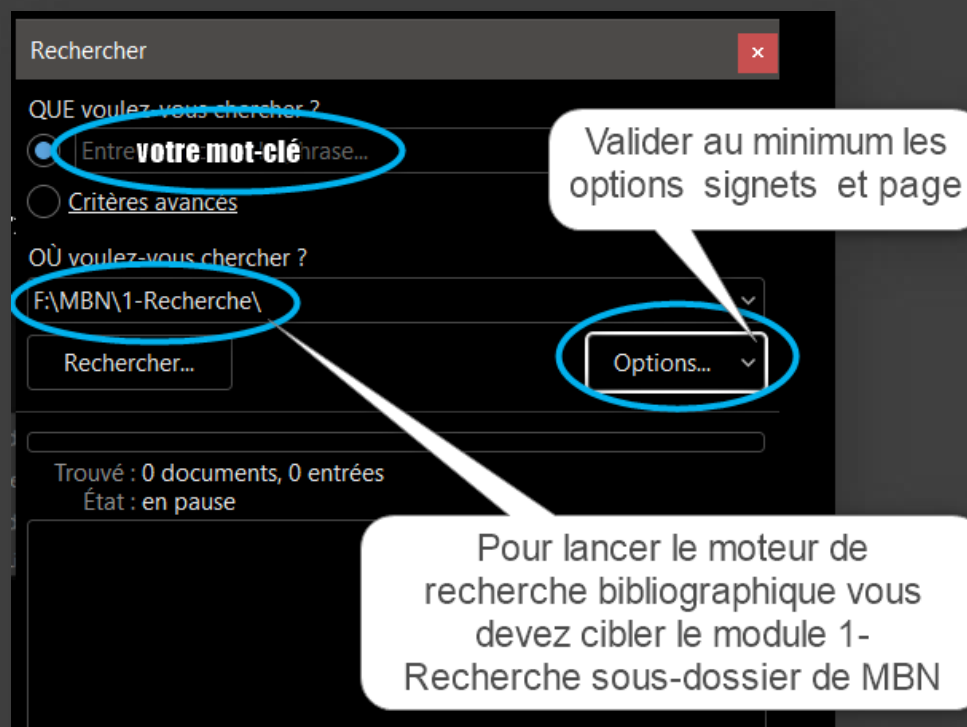 Rechercher
QUE voulez-vous chercher ?
Entre votre mot-clé hrase...
Valider au minimum les
options signets et page
Critères avancés
OÙ voulez-vous chercher ?
F:\MBN\1-Recherche\
Rechercher...
Options...
Trouvé : 0 documents, 0 entrées
État : en pause
Pour lancer le moteur de
recherche bibliographique vous
devez cibler le module 1-
Recherche sous-dossier de MBN